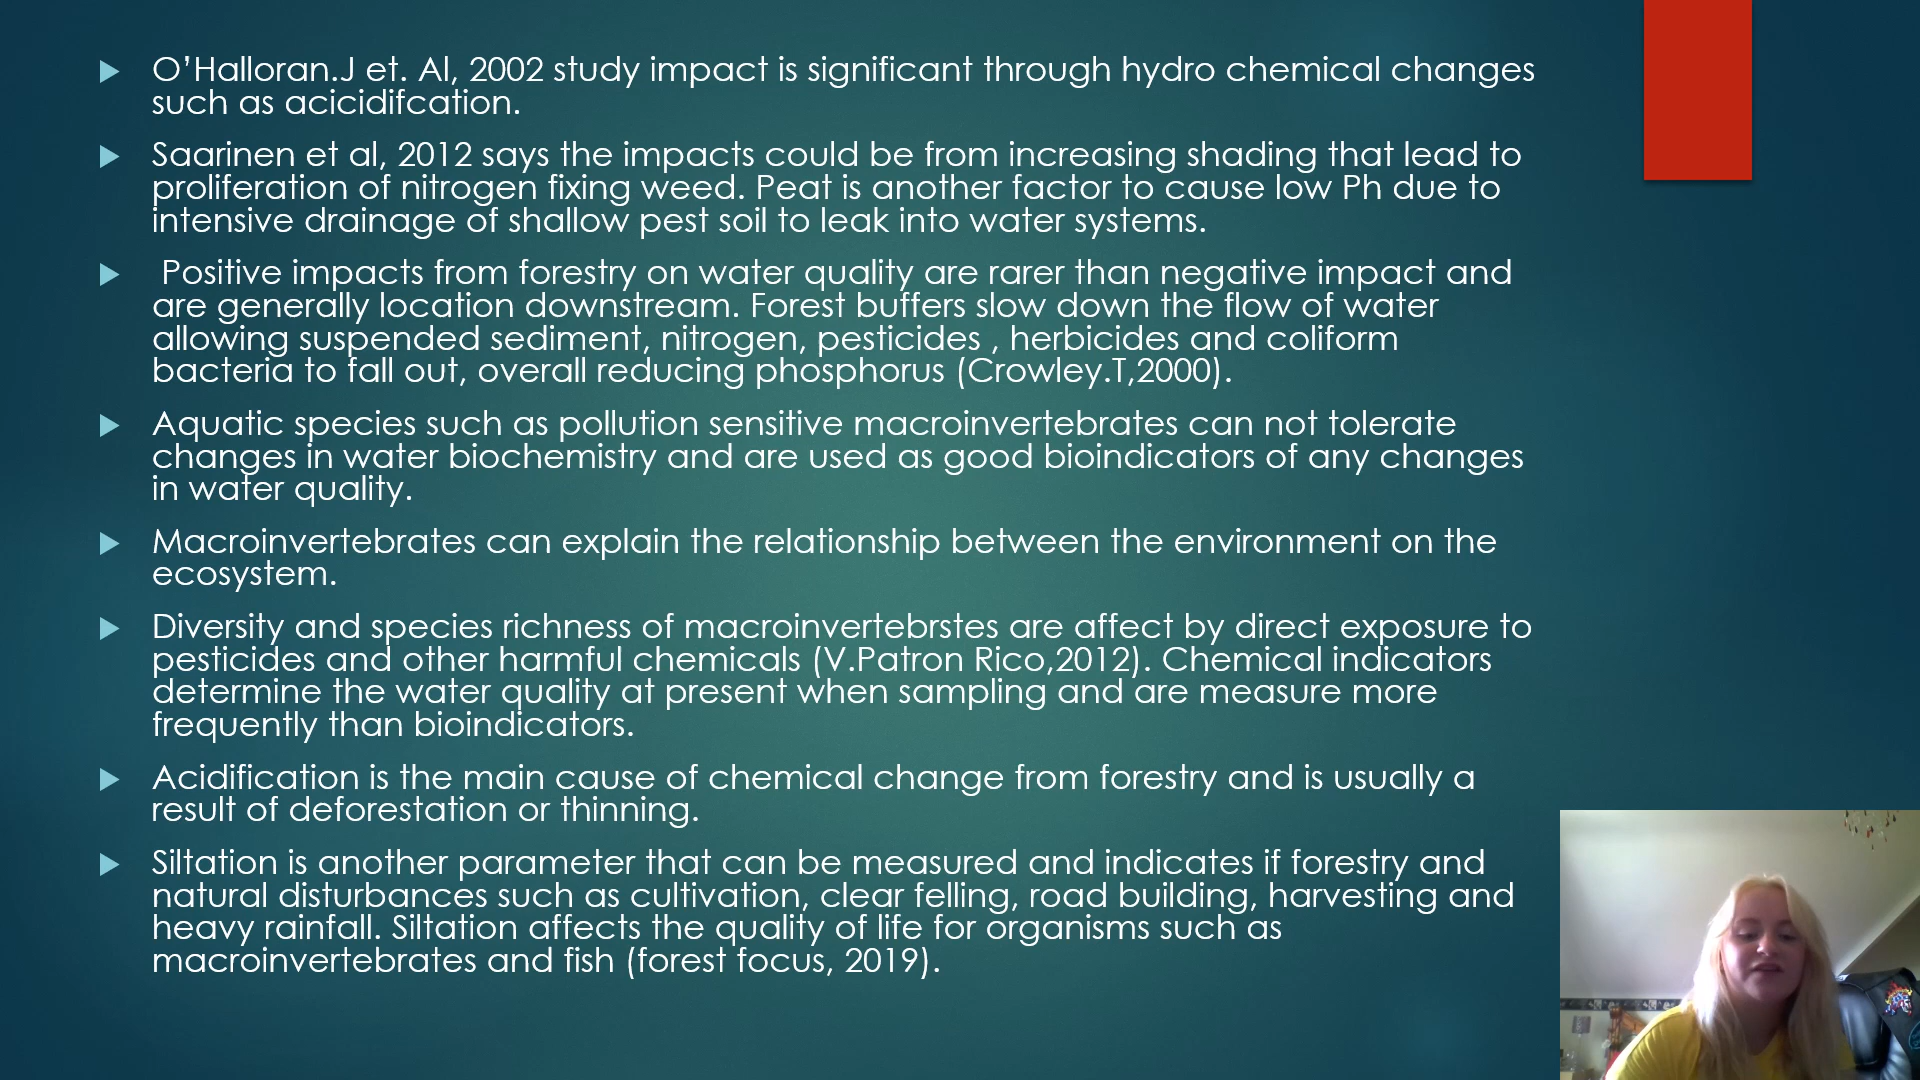 O’Halloran.J et. Al, 2002 study impact is significant through hydro chemical changes
such as acicidifcation.
Saarinen et al, 2012 says the impacts could be from increasing shading that lead to
proliferation of nitrogen fixing weed. Peat is another factor to cause low Ph due to
intensive drainage of shallow pest soil to leak into water systems.
Positive impacts from forestry on water quality are rarer than negative impact and
are generally location downstream. Forest buffers slow down the flow of water
allowing suspended sediment, nitrogen, pesticides , herbicides and coliform
bacteria to fall out, overall reducing phosphorus (Crowley.T,2000).
Aquatic species such as pollution sensitive macroinvertebrates can not tolerate
changes in water biochemistry and are used as good bioindicators of any changes
in water quality.
Macroinvertebrates can explain the relationship between the environment on the
ecosystem.
Diversity and species richness of macroinvertebrstes are affect by direct exposure to
pesticides and other harmful chemicals (V.Patron Rico,2012). Chemical indicators
determine the water quality at present when sampling and are measure more
frequently than bioindicators.
Acidification is the main cause of chemical change from forestry and is usually a
result of deforestation or thinning.
Siltation is another parameter that can be measured and indicates if forestry and
natural disturbances such as cultivation, clear felling, road building, harvesting and
heavy rainfall. Siltation affects the quality of life for organisms such as
macroinvertebrates and fish (forest focus, 2019).